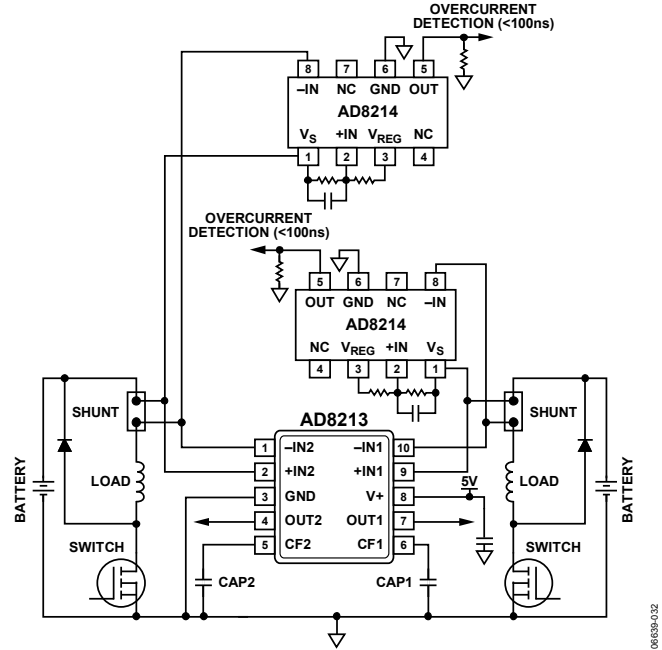 OVERCURRENT
DETECTION (<100ns)
8 7 6 5
–IN NC GND OUT
AD8214
VS +IN VREG NC
1 2 3 4
OVERCURRENT
DETECTION (<100ns)
5 6 7 8
OUT GND NC –IN
AD8214
NC VREG +IN VS
4 3 2 1
SHUNT
AD8213
SHUNT
1 –IN2 –IN1 10
2 +IN2 +IN1 9
3 GND V+ 8
4 OUT2 OUT1 7
5 CF2 CF1 6
5V
BATTERY
LOAD
LOAD
BATTERY
SWITCH
CAP2
CAP1
SWITCH
06639-032